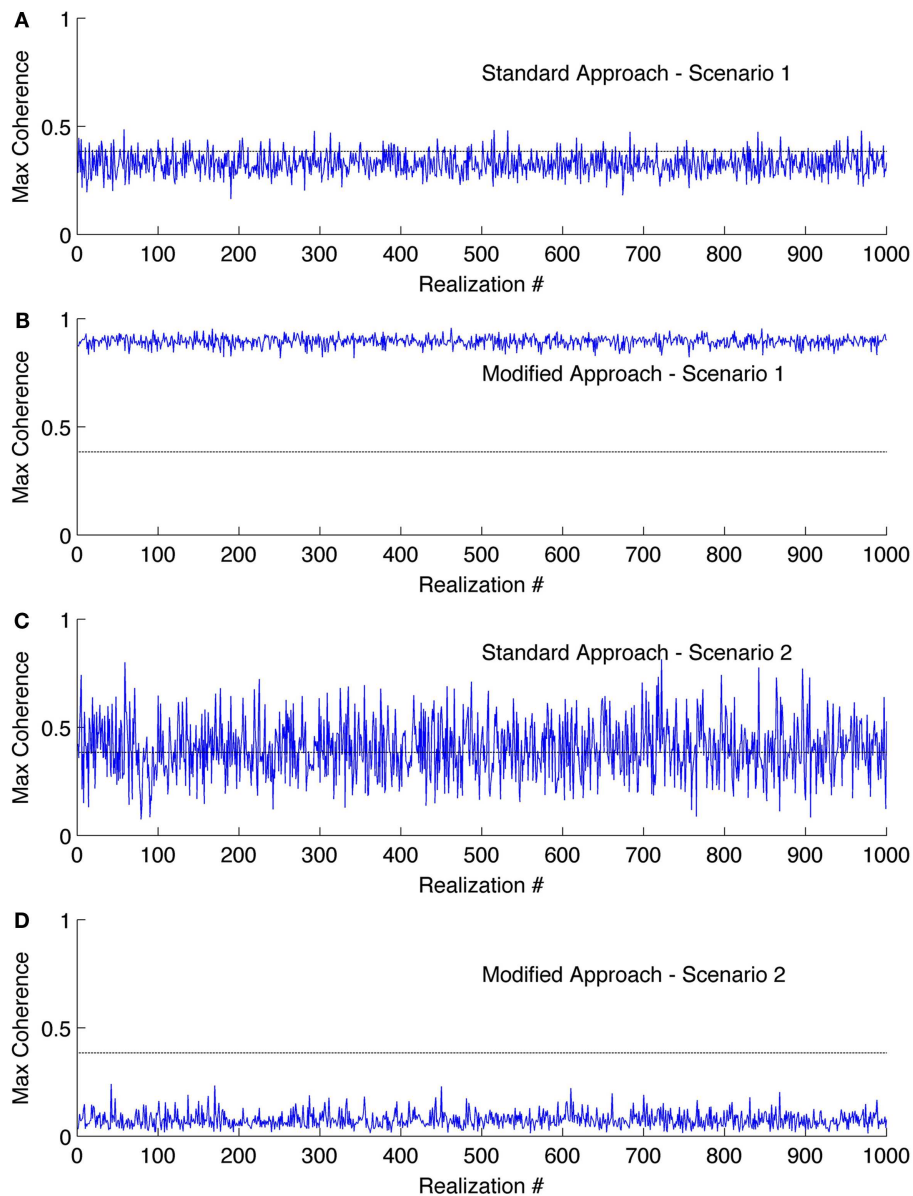 A
Max Coherence
1
0.5
0
Standard Approach - Scenario 1
0 100 200 300 400 500 600 700 800 900 1000
Realization #
B
Max Coherence
1
0.5
0
Modified Approach - Scenario 1
0 100 200 300 400 500 600 700 800 900 1000
Realization #
C
Max Coherence
1
0.5
0
Standard Approach - Scenario 2
0 100 200 300 400 500 600 700 800 900 1000
Realization #
D
Max Coherence
1
0.5
0
Modified Approach - Scenario 2
0 100 200 300 400 500 600 700 800 900 1000
Realization #